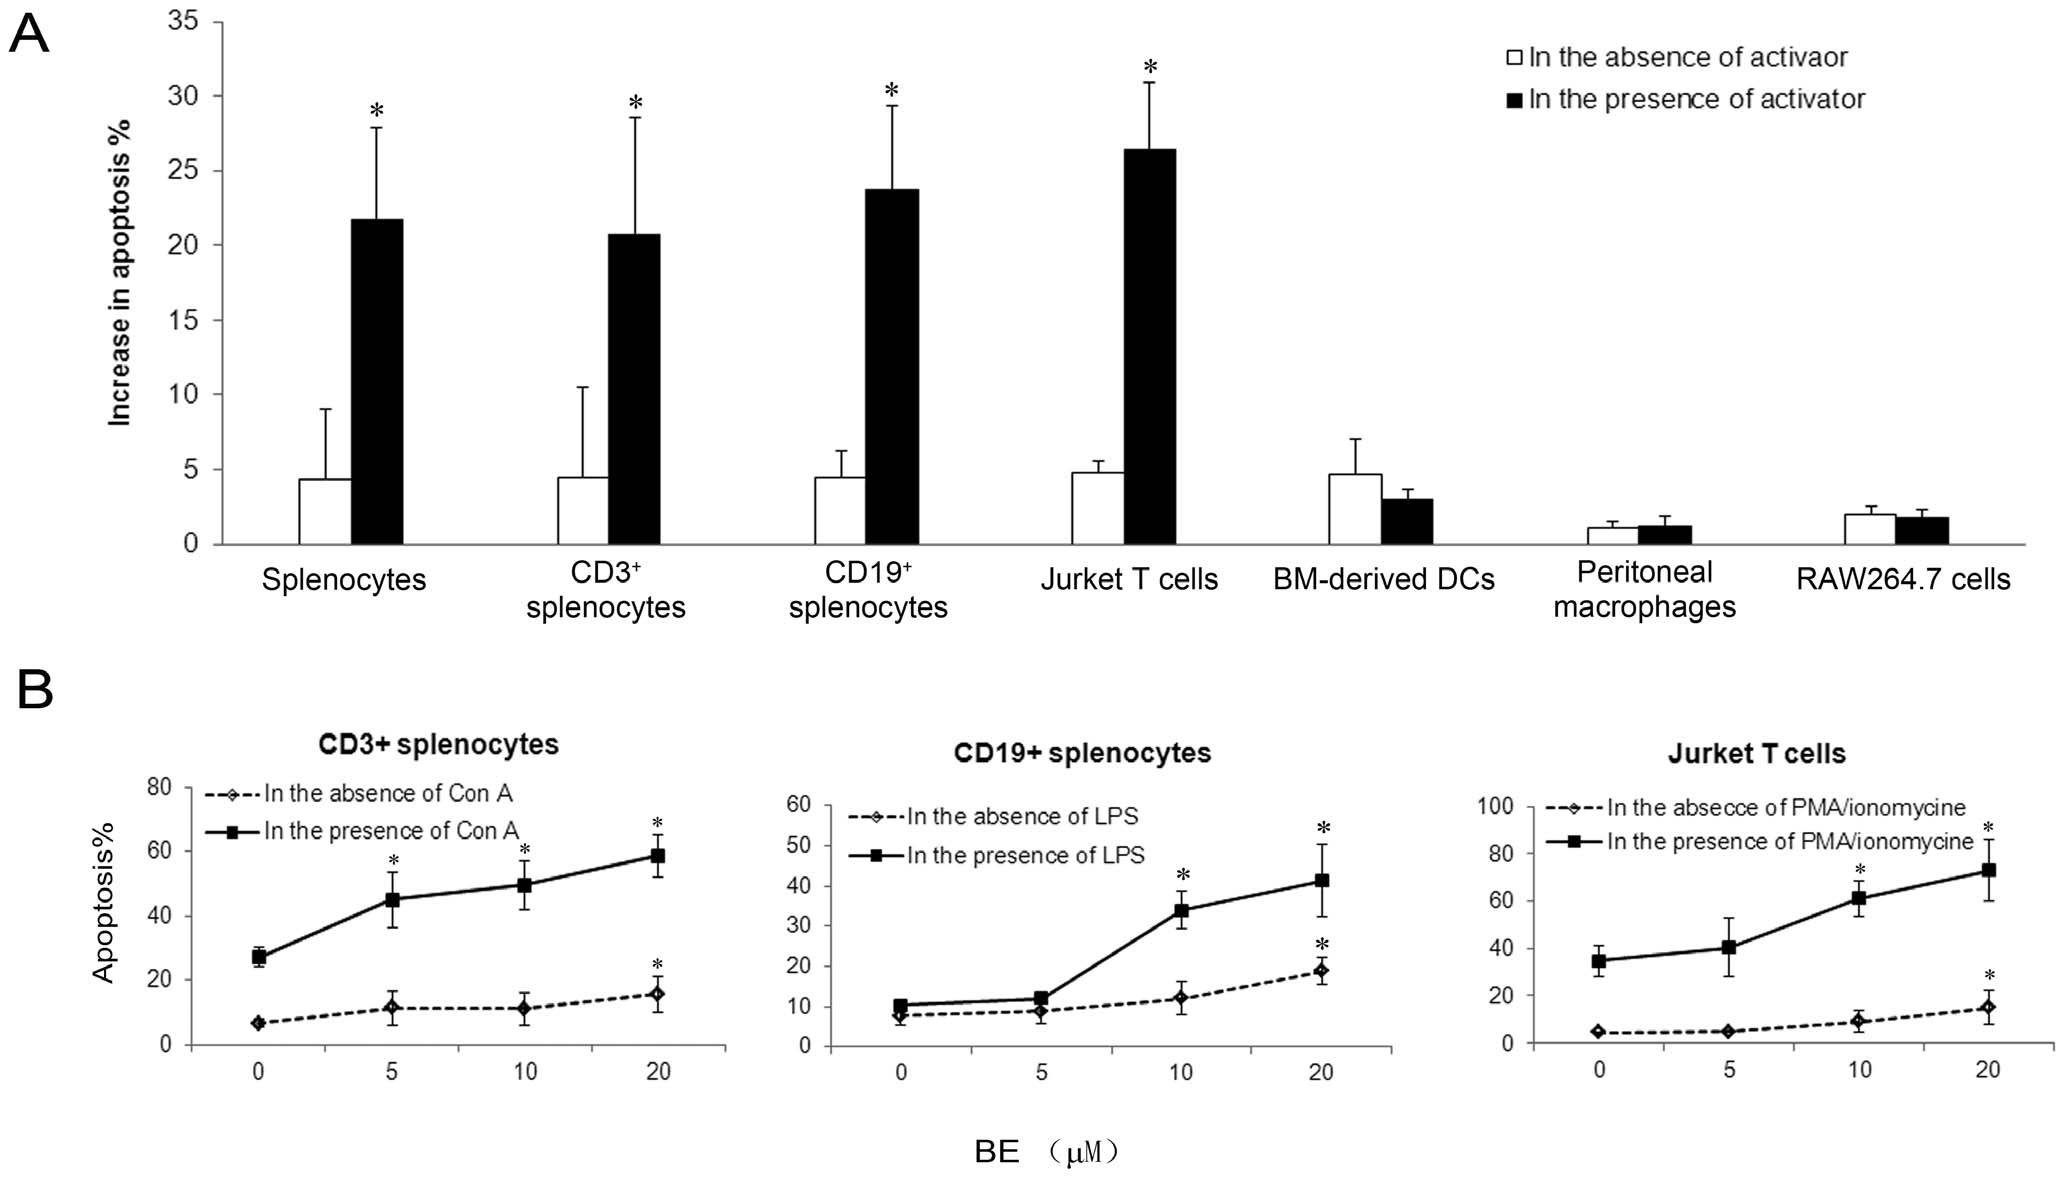 A
35
30
25
20
15
10
5
0
Increase in apoptosis %
In the absence of activaor
In the presence of activator
*
*
*
*
Splenocytes
CD3+
splenocytes
CD19+
splenocytes
Jurket T cells
BM-derived DCs
Peritoneal
macrophages
RAW264.7 cells
B
Apoptosis%
CD3+ splenocytes
80
60
40
20
0
In the absence of Con A
In the presence of Con A
*
*
*
*
0 5 10 20
CD19+ splenocytes
60
50
40
30
20
10
0
In the absence of LPS
In the presence of LPS
*
*
*
0 5 10 20
Jurket T cells
100
80
60
40
20
0
In the absecce of PMA/ionomycine
In the presence of PMA/ionomycine
*
*
*
0 5 10 20
BE （μM）